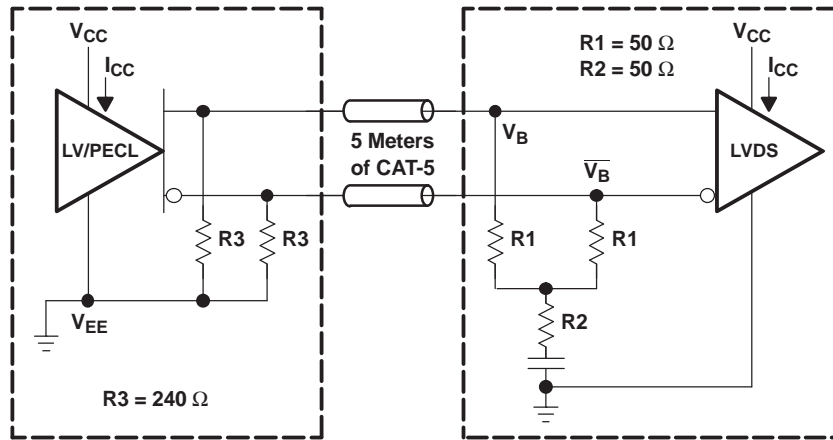 V_CC
I_CC
LV/PECL
R3
R3
V_EE
R3 = 240 Ω
5 Meters
of CAT-5
R1 = 50 Ω
R2 = 50 Ω
V_CC
I_CC
LVDS
V_B
V̅_B̅
R1
R1
R2